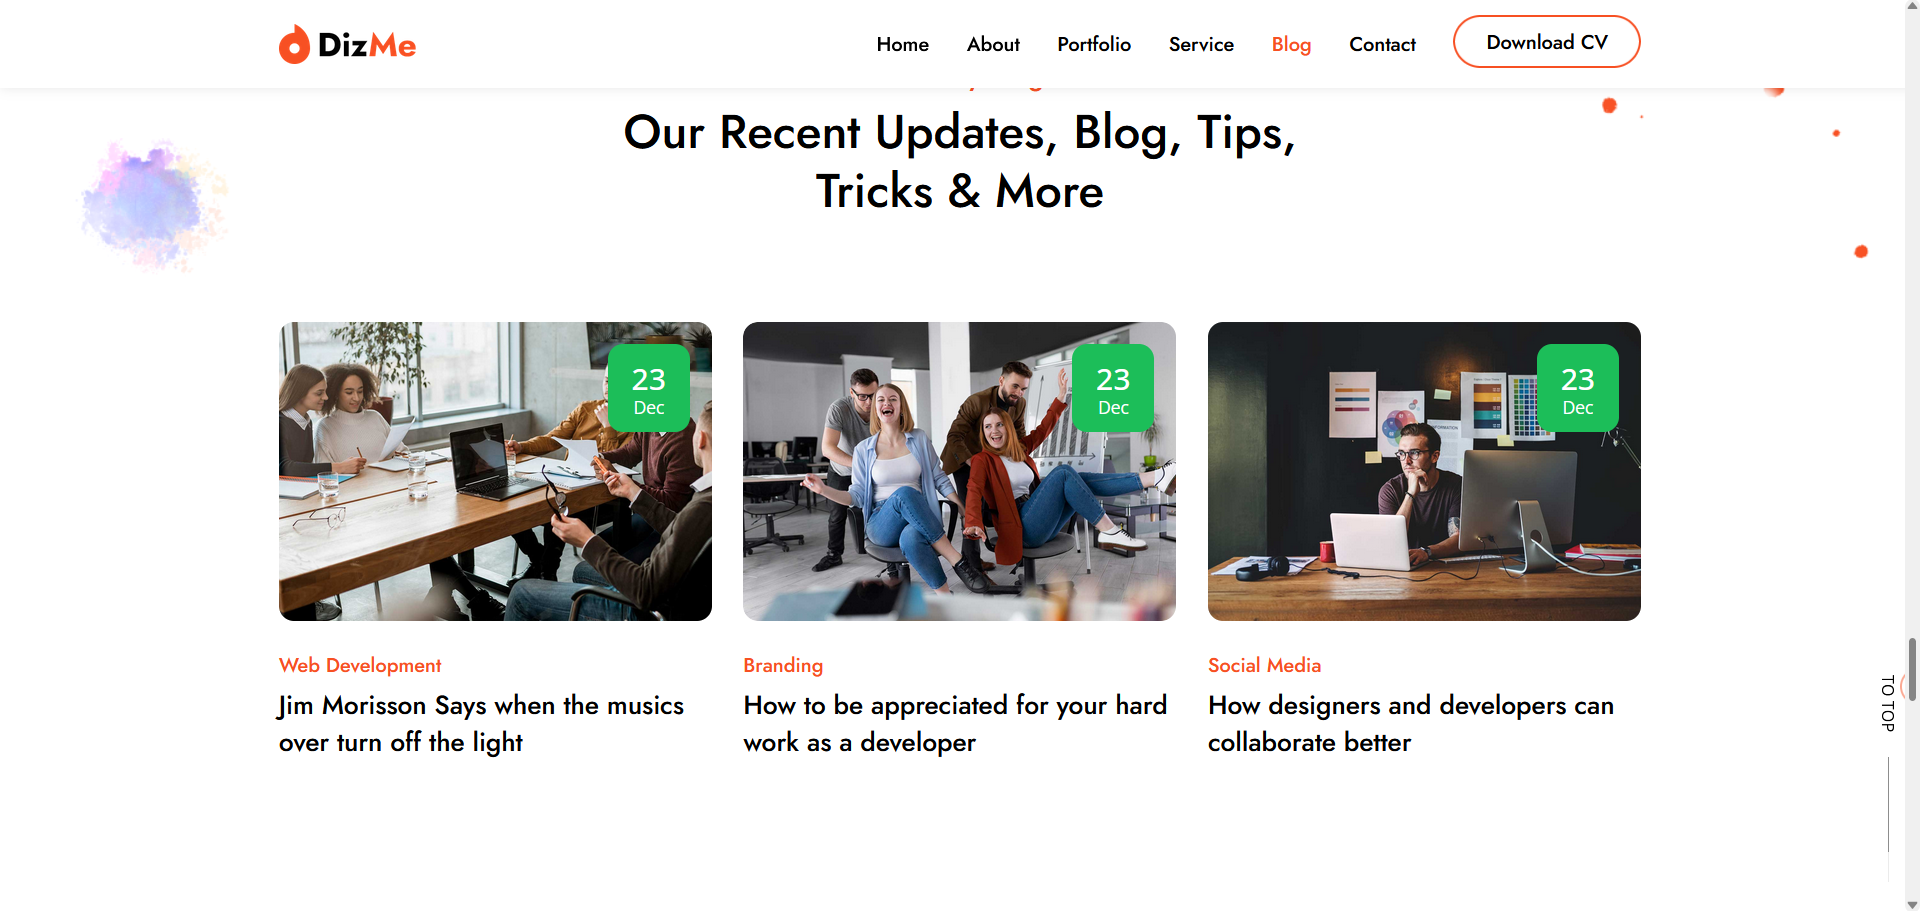 DizMe
Home
About
Portfolio
Service
Blog
Contact
Download CV
Our Recent Updates, Blog, Tips,
Tricks & More
23
Dec
23
Dec
23
Dec
Web Development
Jim Morisson Says when the musics
over turn off the light
Branding
How to be appreciated for your hard
work as a developer
Social Media
How designers and developers can
collaborate better
TO TOP